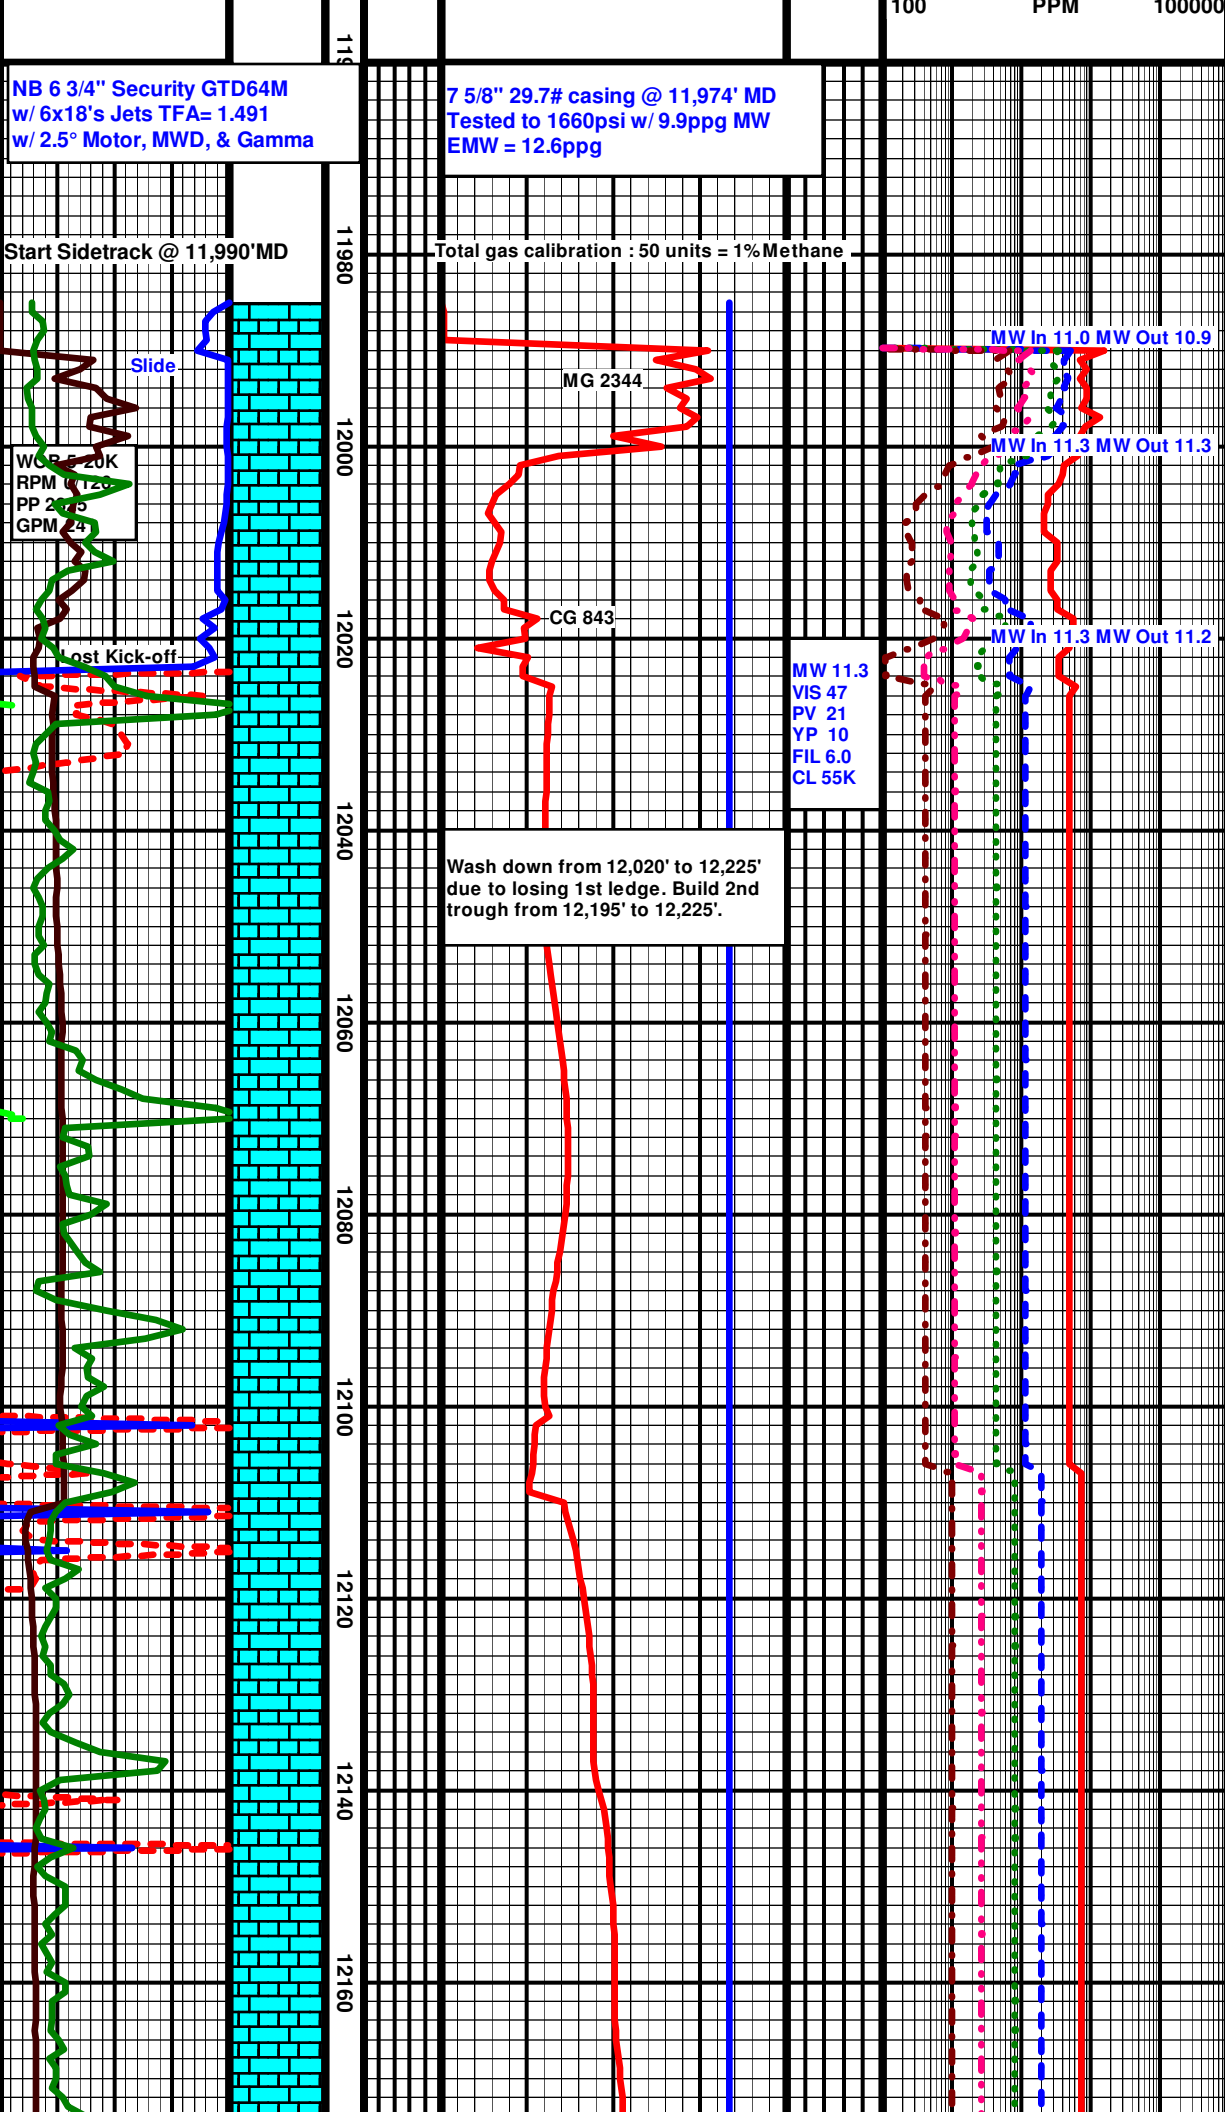 100 PPM 100000
NB 6 3/4" Security GTD64M
w/ 6x18's Jets TFA= 1.491
w/ 2.5° Motor, MWD, & Gamma
7 5/8" 29.7# casing @ 11,974' MD
Tested to 1660psi w/ 9.9ppg MW
EMW = 12.6ppg
Start Sidetrack @ 11,990'MD
Total gas calibration : 50 units = 1% Methane
11980
MW In 11.0 MW Out 10.9
Slide
MG 2344
12000
MW In 11.3 MW Out 11.3
WOB 5-20K
RPM
PP
GPM
CG 843
MW In 11.3 MW Out 11.2
Lost Kick-off
12020
MW 11.3
VIS 47
PV 21
YP 10
FIL 6.0
CL 55K
12040
Wash down from 12,020' to 12,225'
due to losing 1st ledge. Build 2nd
trough from 12,195' to 12,225'.
12060
12080
12100
12120
12140
12160